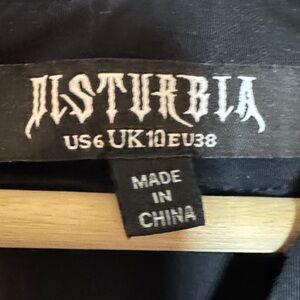 DISTURBIA
US6 UK10 EU38
MADE
IN
CHINA